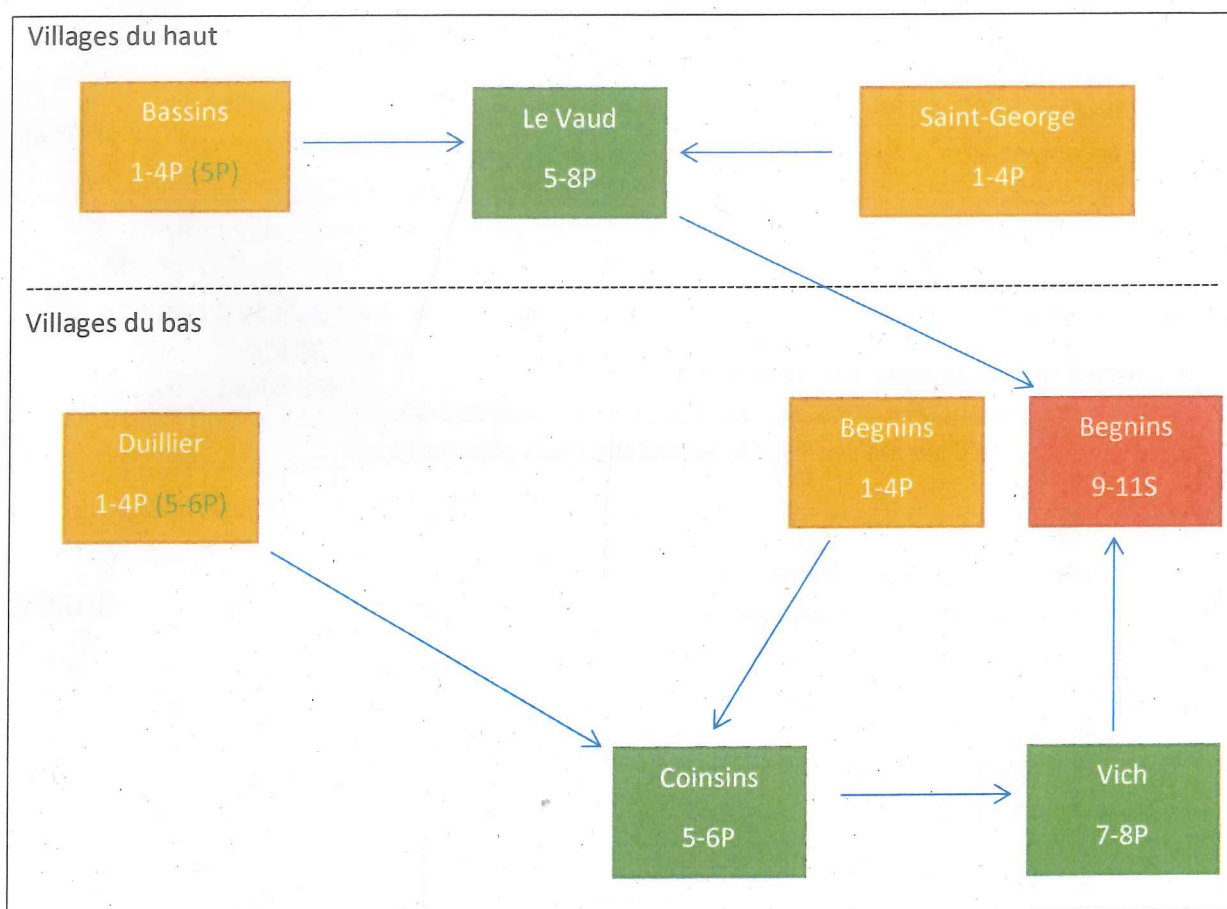 Villages du haut
Bassins
1-4P (5P)
Le Vaud
5-8P
Saint-George
1-4P
Villages du bas
Duillier
1-4P (5-6P)
Begnins
1-4P
Begnins
9-11S
Coinsins
5-6P
Vich
7-8P